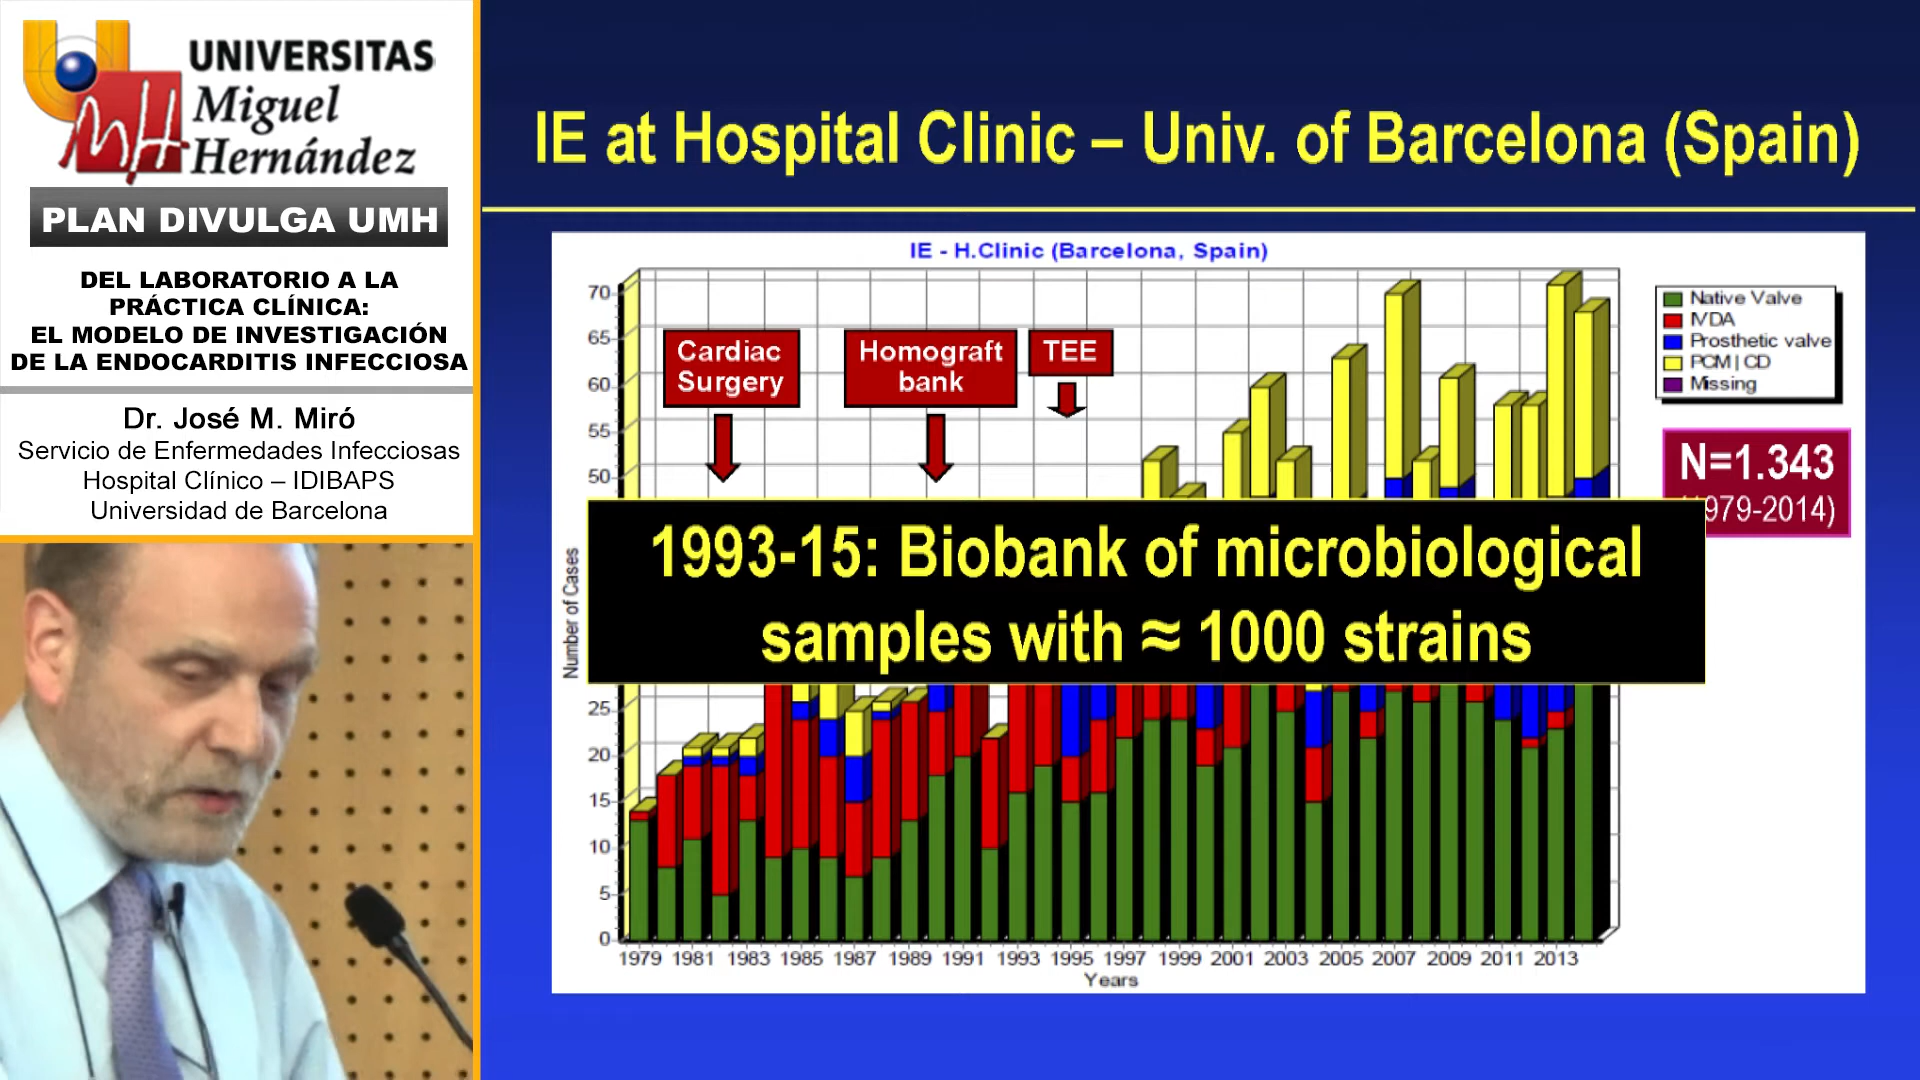 UNIVERSITAS
Miguel
Hernández
PLAN DIVULGA UMH
DEL LABORATORIO A LA
PRÁCTICA CLÍNICA:
EL MODELO DE INVESTIGACIÓN
DE LA ENDOCARDITIS INFECCIOSA
Dr. José M. Miró
Servicio de Enfermedades Infecciosas
Hospital Clínico – IDIBAPS
Universidad de Barcelona
IE at Hospital Clinic – Univ. of Barcelona (Spain)
IE - H.Clinic (Barcelona, Spain)
70
65
60
55
50
25
20
15
10
5
0
Number of Cases
Cardiac
Surgery
Homograft
bank
TEE
Native Valve
IVDA
Prosthetic valve
PCM | CD
Missing
N=1.343
979-2014)
1993-15: Biobank of microbiological
samples with ≈ 1000 strains
1979 1981 1983 1985 1987 1989 1991 1993 1995 1997 1999 2001 2003 2005 2007 2009 2011 2013
Years